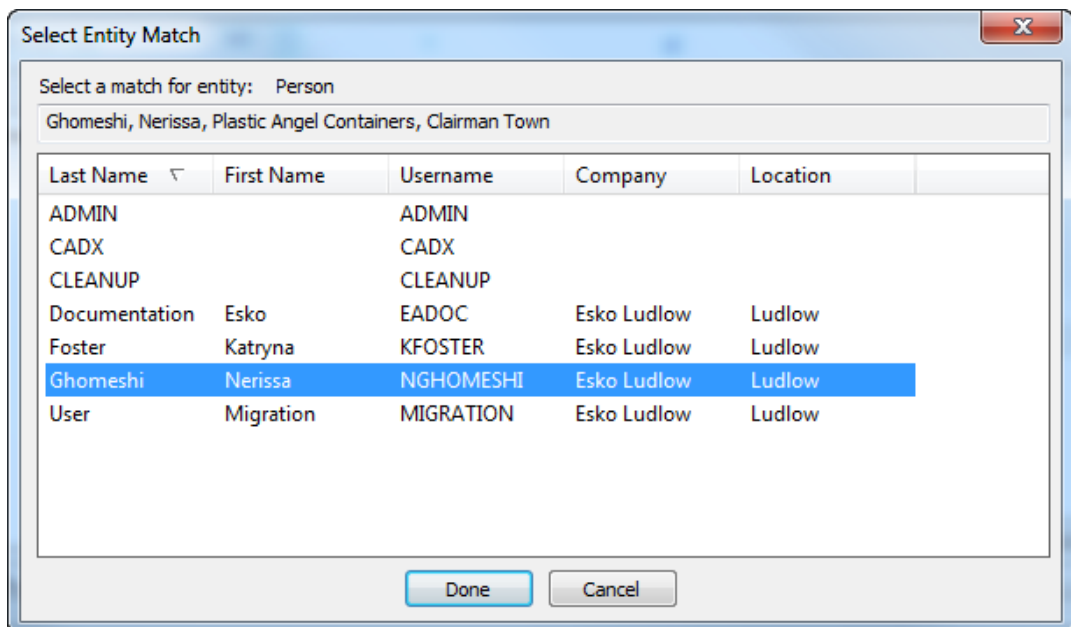 Select Entity Match
Select a match for entity: Person
Ghomeshi, Nerissa, Plastic Angel Containers, Clairman Town
Last Name First Name Username Company Location
ADMIN ADMIN
CADX CADX
CLEANUP CLEANUP
Documentation Esko EADOC Esko Ludlow Ludlow
Foster Katryna KFOSTER Esko Ludlow Ludlow
Ghomeshi Nerissa NGHOMESHI Esko Ludlow Ludlow
User Migration MIGRATION Esko Ludlow Ludlow
Done Cancel